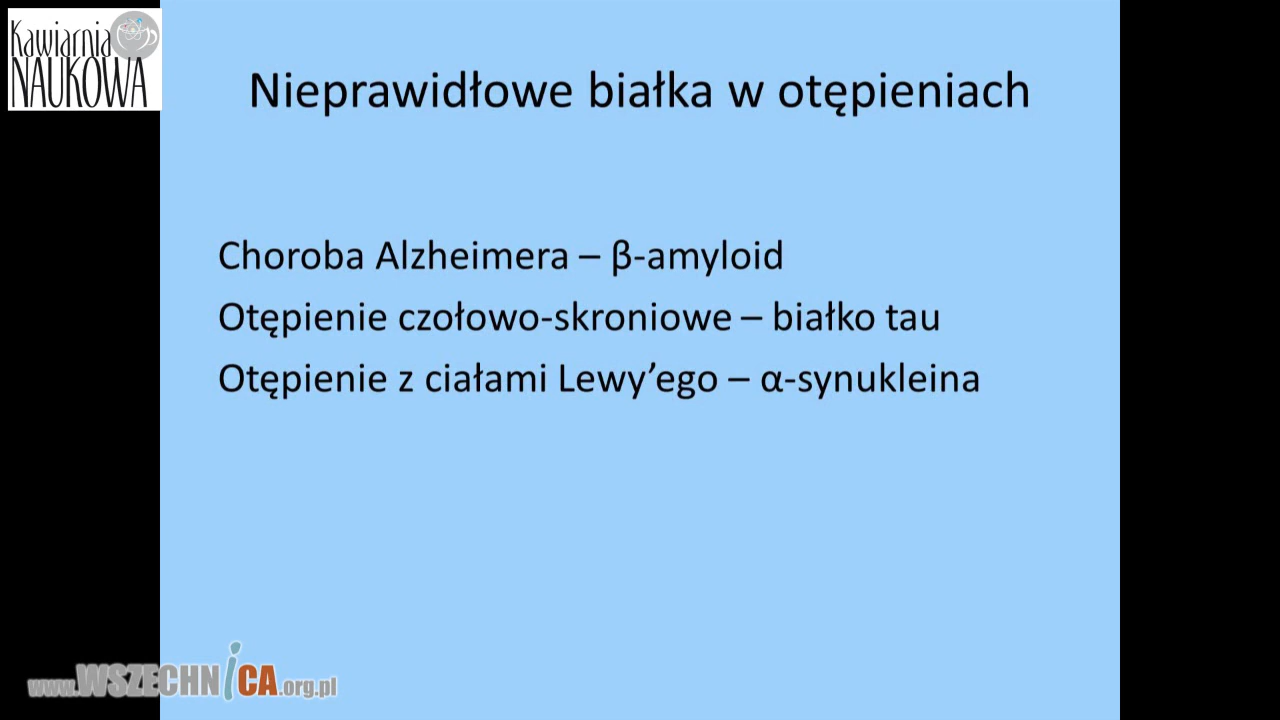 Kawiarnia
NAUKOWA
Nieprawidłowe białka w otępieniach
Choroba Alzheimera – β-amyloid
Otępienie czołowo-skroniowe – białko tau
Otępienie z ciałami Lewy’ego – α-synukleina
www.WSZECHNiCA.org.pl